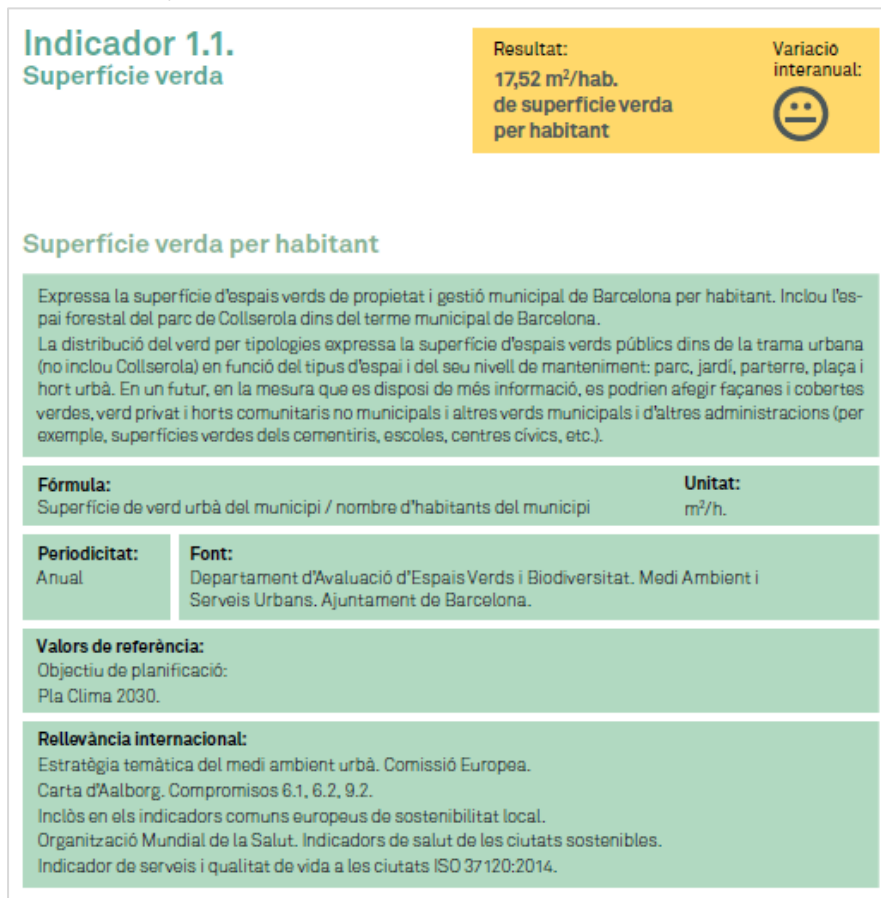 Indicador 1.1.
Superfície verda
Resultat:
17,52 m²/hab.
de superfície verda
per habitant
Variació
interanual:
Superfície verda per habitant
Expressa la superfície d'espais verds de propietat i gestió municipal de Barcelona per habitant. Inclou l'es-
pai forestal del parc de Collserola dins del terme municipal de Barcelona.
La distribució del verd per tipologies expressa la superfície d'espais verds públics dins de la trama urbana
(no inclou Collserola) en funció del tipus d'espai i del seu nivell de manteniment: parc, jardí, parterre, plaça i
hort urbà. En un futur, en la mesura que es disposi de més informació, es podrien afegir façanes i cobertes
verdes, verd privat i horts comunitaris no municipals i altres verds municipals i d'altres administracions (per
exemple, superfícies verdes dels cementiris, escoles, centres cívics, etc.).
Fórmula:
Superfície de verd urbà del municipi / nombre d'habitants del municipi
Unitat:
m²/h.
Periodicitat:
Anual
Font:
Departament d'Avaluació d'Espais Verds i Biodiversitat. Medi Ambient i
Serveis Urbans. Ajuntament de Barcelona.
Valors de referència:
Objectiu de planificació:
Pla Clima 2030.
Rellevància internacional:
Estratègia temàtica del medi ambient urbà. Comissió Europea.
Carta d'Aalborg. Compromisos 6.1, 6.2, 9.2.
Inclòs en els indicadors comuns europeus de sostenibilitat local.
Organització Mundial de la Salut. Indicadors de salut de les ciutats sostenibles.
Indicador de serveis i qualitat de vida a les ciutats ISO 37120:2014.